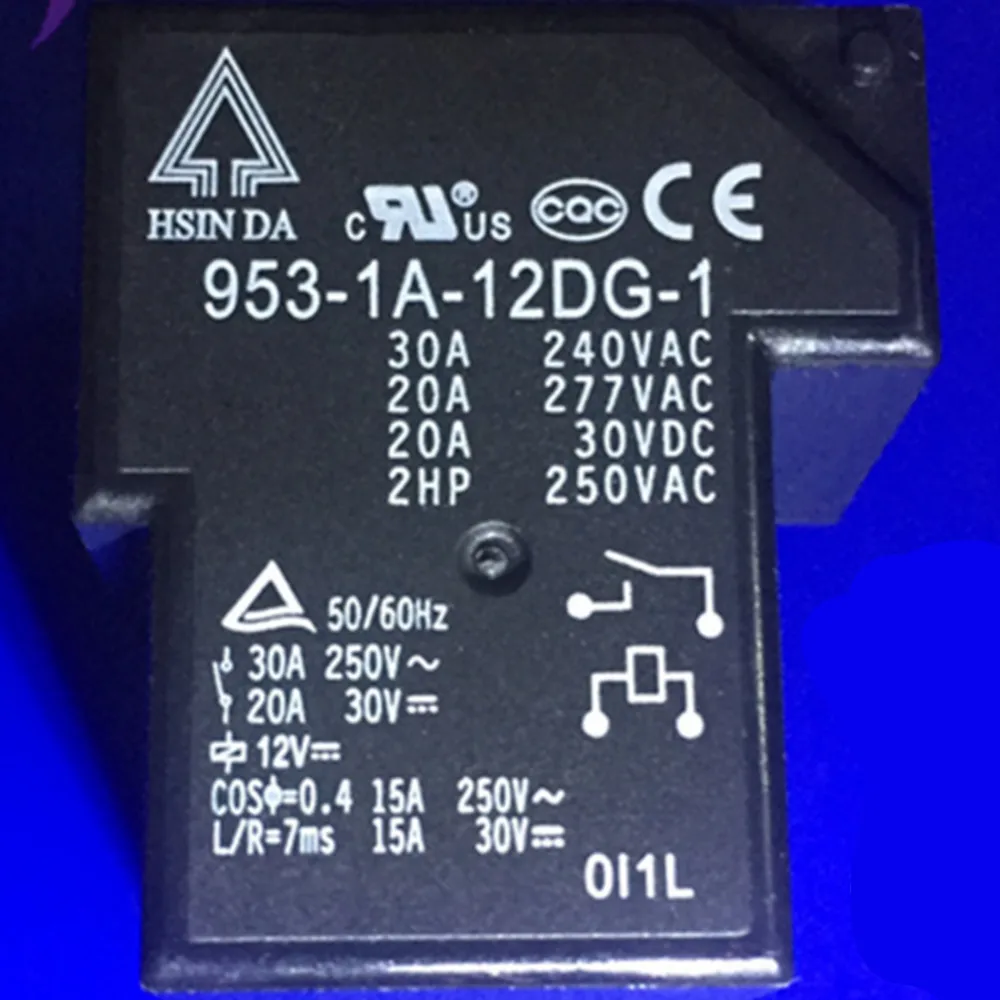 HSIN DA
c RU® US CQC CE
953-1A-12DG-1
30A 240VAC
20A 277VAC
20A 30VDC
2HP 250VAC
50/60Hz
30A 250V~
20A 30V⎓
12V⎓
COSϕ=0.4 15A 250V~
L/R=7ms 15A 30V⎓
0I1L